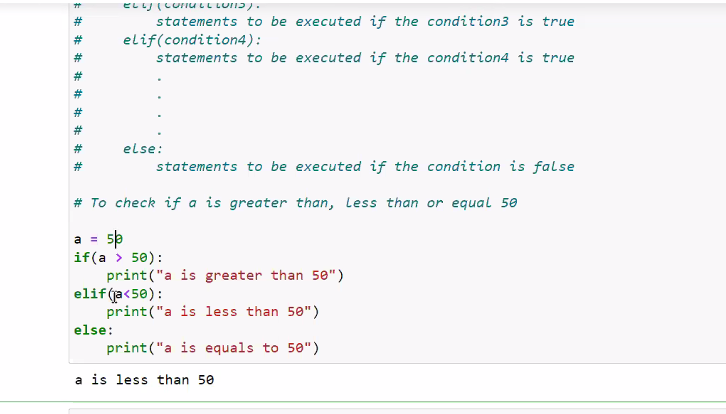 # elif(condition3):
# statements to be executed if the condition3 is true
# elif(condition4):
# statements to be executed if the condition4 is true
# .
# .
# .
# .
# else:
# statements to be executed if the condition is false
# To check if a is greater than, less than or equal 50
a = 50
if(a > 50):
print("a is greater than 50")
elif(a<50):
print("a is less than 50")
else:
print("a is equals to 50")
a is less than 50